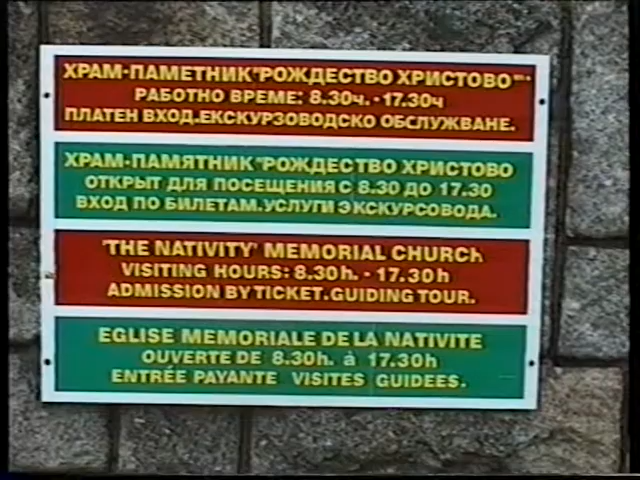 ХРАМ-ПАМЕТНИК "РОЖДЕСТВО ХРИСТОВО"
РАБОТНО ВРЕМЕ: 8.30ч. - 17.30ч
ПЛАТЕН ВХОД.ЕКСКУРЗОВОДСКО ОБСЛУЖВАНЕ.
ХРАМ-ПАМЯТНИК "РОЖДЕСТВО ХРИСТОВО
ОТКРЫТ ДЛЯ ПОСЕЩЕНИЯ С 8.30 ДО 17.30
ВХОД ПО БИЛЕТАМ.УСЛУГИ ЭКСКУРСОВОДА.
'THE NATIVITY' MEMORIAL CHURCH
VISITING HOURS: 8.30h. - 17.30h
ADMISSION BY TICKET.GUIDING TOUR.
EGLISE MEMORIALE DE LA NATIVITE
OUVERTE DE 8.30h. à 17.30h
ENTRÉE PAYANTE VISITES GUIDEES.